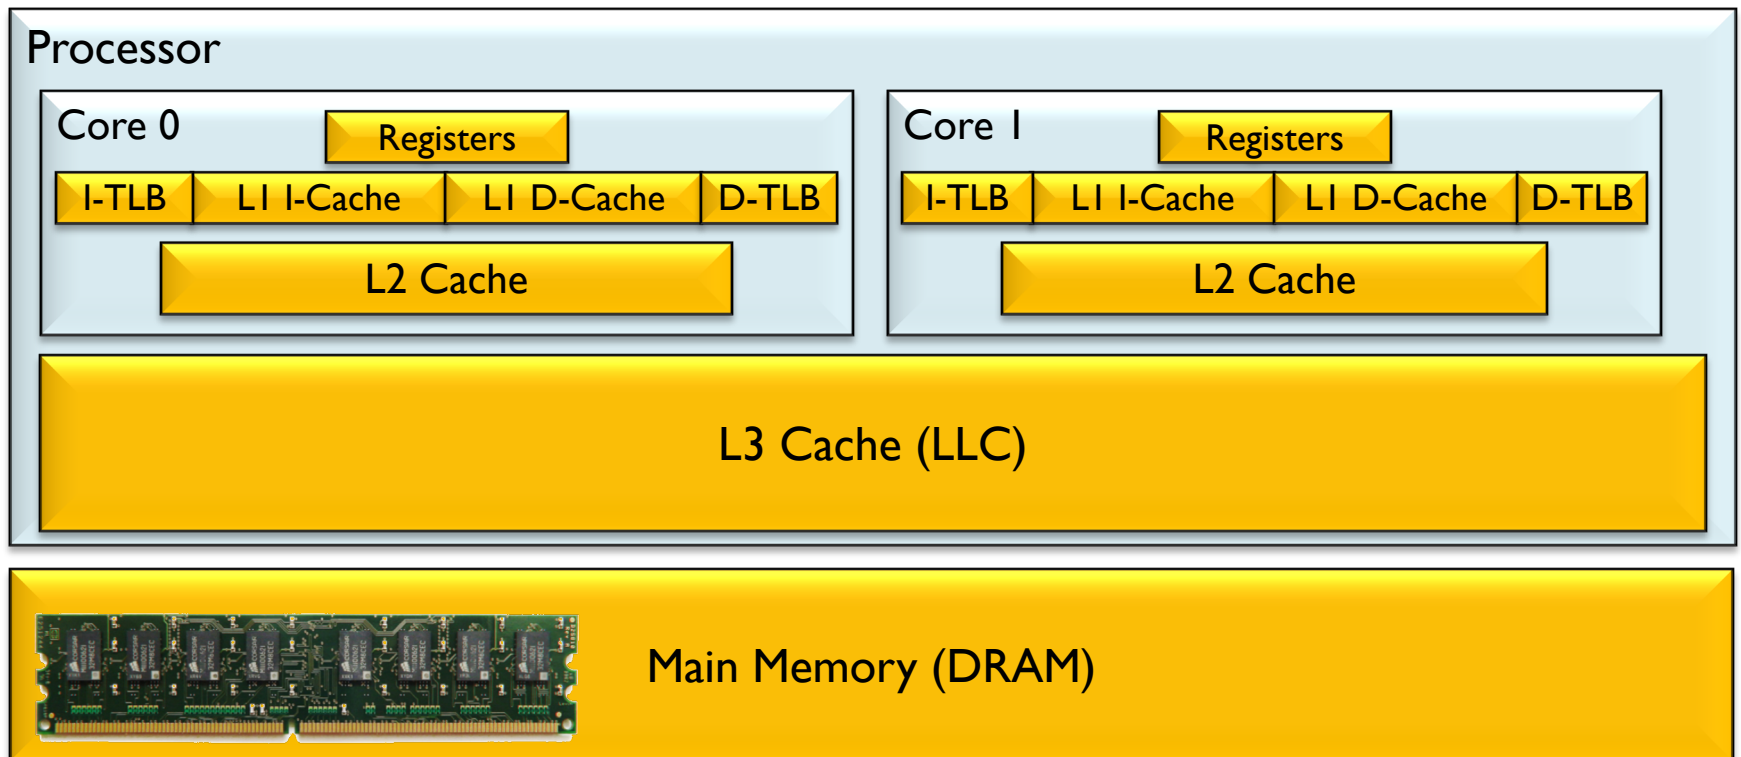 Processor
Core 0
Registers
I-TLB
L1 I-Cache
L1 D-Cache
D-TLB
L2 Cache
Core 1
Registers
I-TLB
L1 I-Cache
L1 D-Cache
D-TLB
L2 Cache
L3 Cache (LLC)
Main Memory (DRAM)